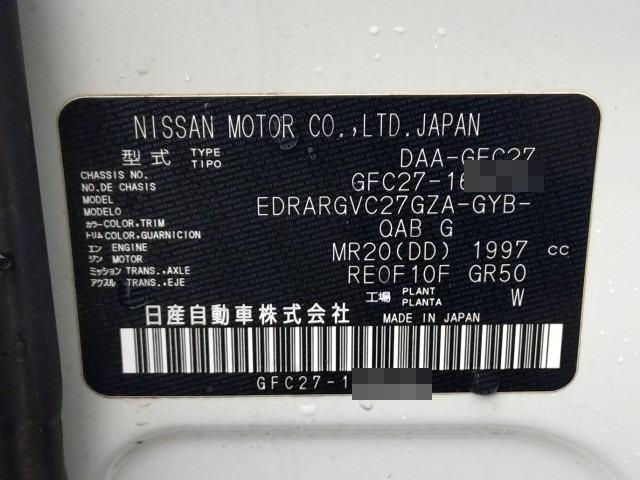 NISSAN MOTOR CO.,LTD.JAPAN
型式 TYPE TIPO DAA-GFC27
CHASSIS NO. NO.DE CHASIS GFC27-16
MODEL MODELO EDRARGVC27GZA-GYB-
カラー COLOR,TRIM トリム COLOR,GUARNICION QAB G
エン ENGINE ジン MOTOR MR20(DD) 1997 cc
ミッション TRANS.,AXLE アクスル TRANS.,EJE RE0F10F GR50
工場 PLANT PLANTA W
日産自動車株式会社 MADE IN JAPAN
GFC27-1